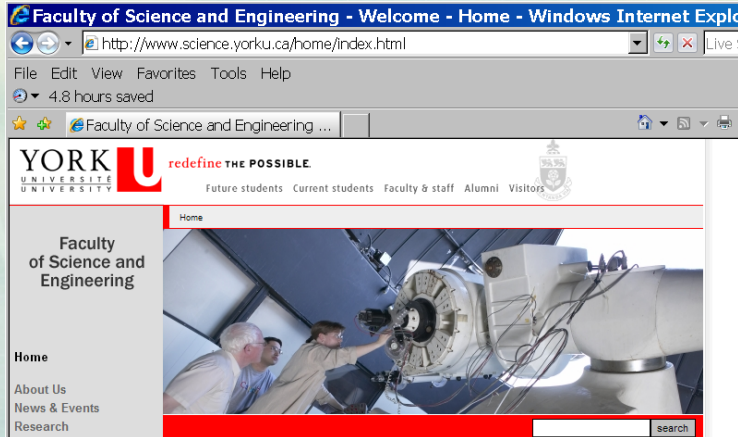 Faculty of Science and Engineering - Welcome - Home - Windows Internet Explo
http://www.science.yorku.ca/home/index.html
Live
File Edit View Favorites Tools Help
4.8 hours saved
Faculty of Science and Engineering ...
YORK U
UNIVERSITÉ
UNIVERSITY
redefine THE POSSIBLE.
Future students Current students Faculty & staff Alumni Visitors
Home
Faculty
of Science and
Engineering
Home
About Us
News & Events
Research
search